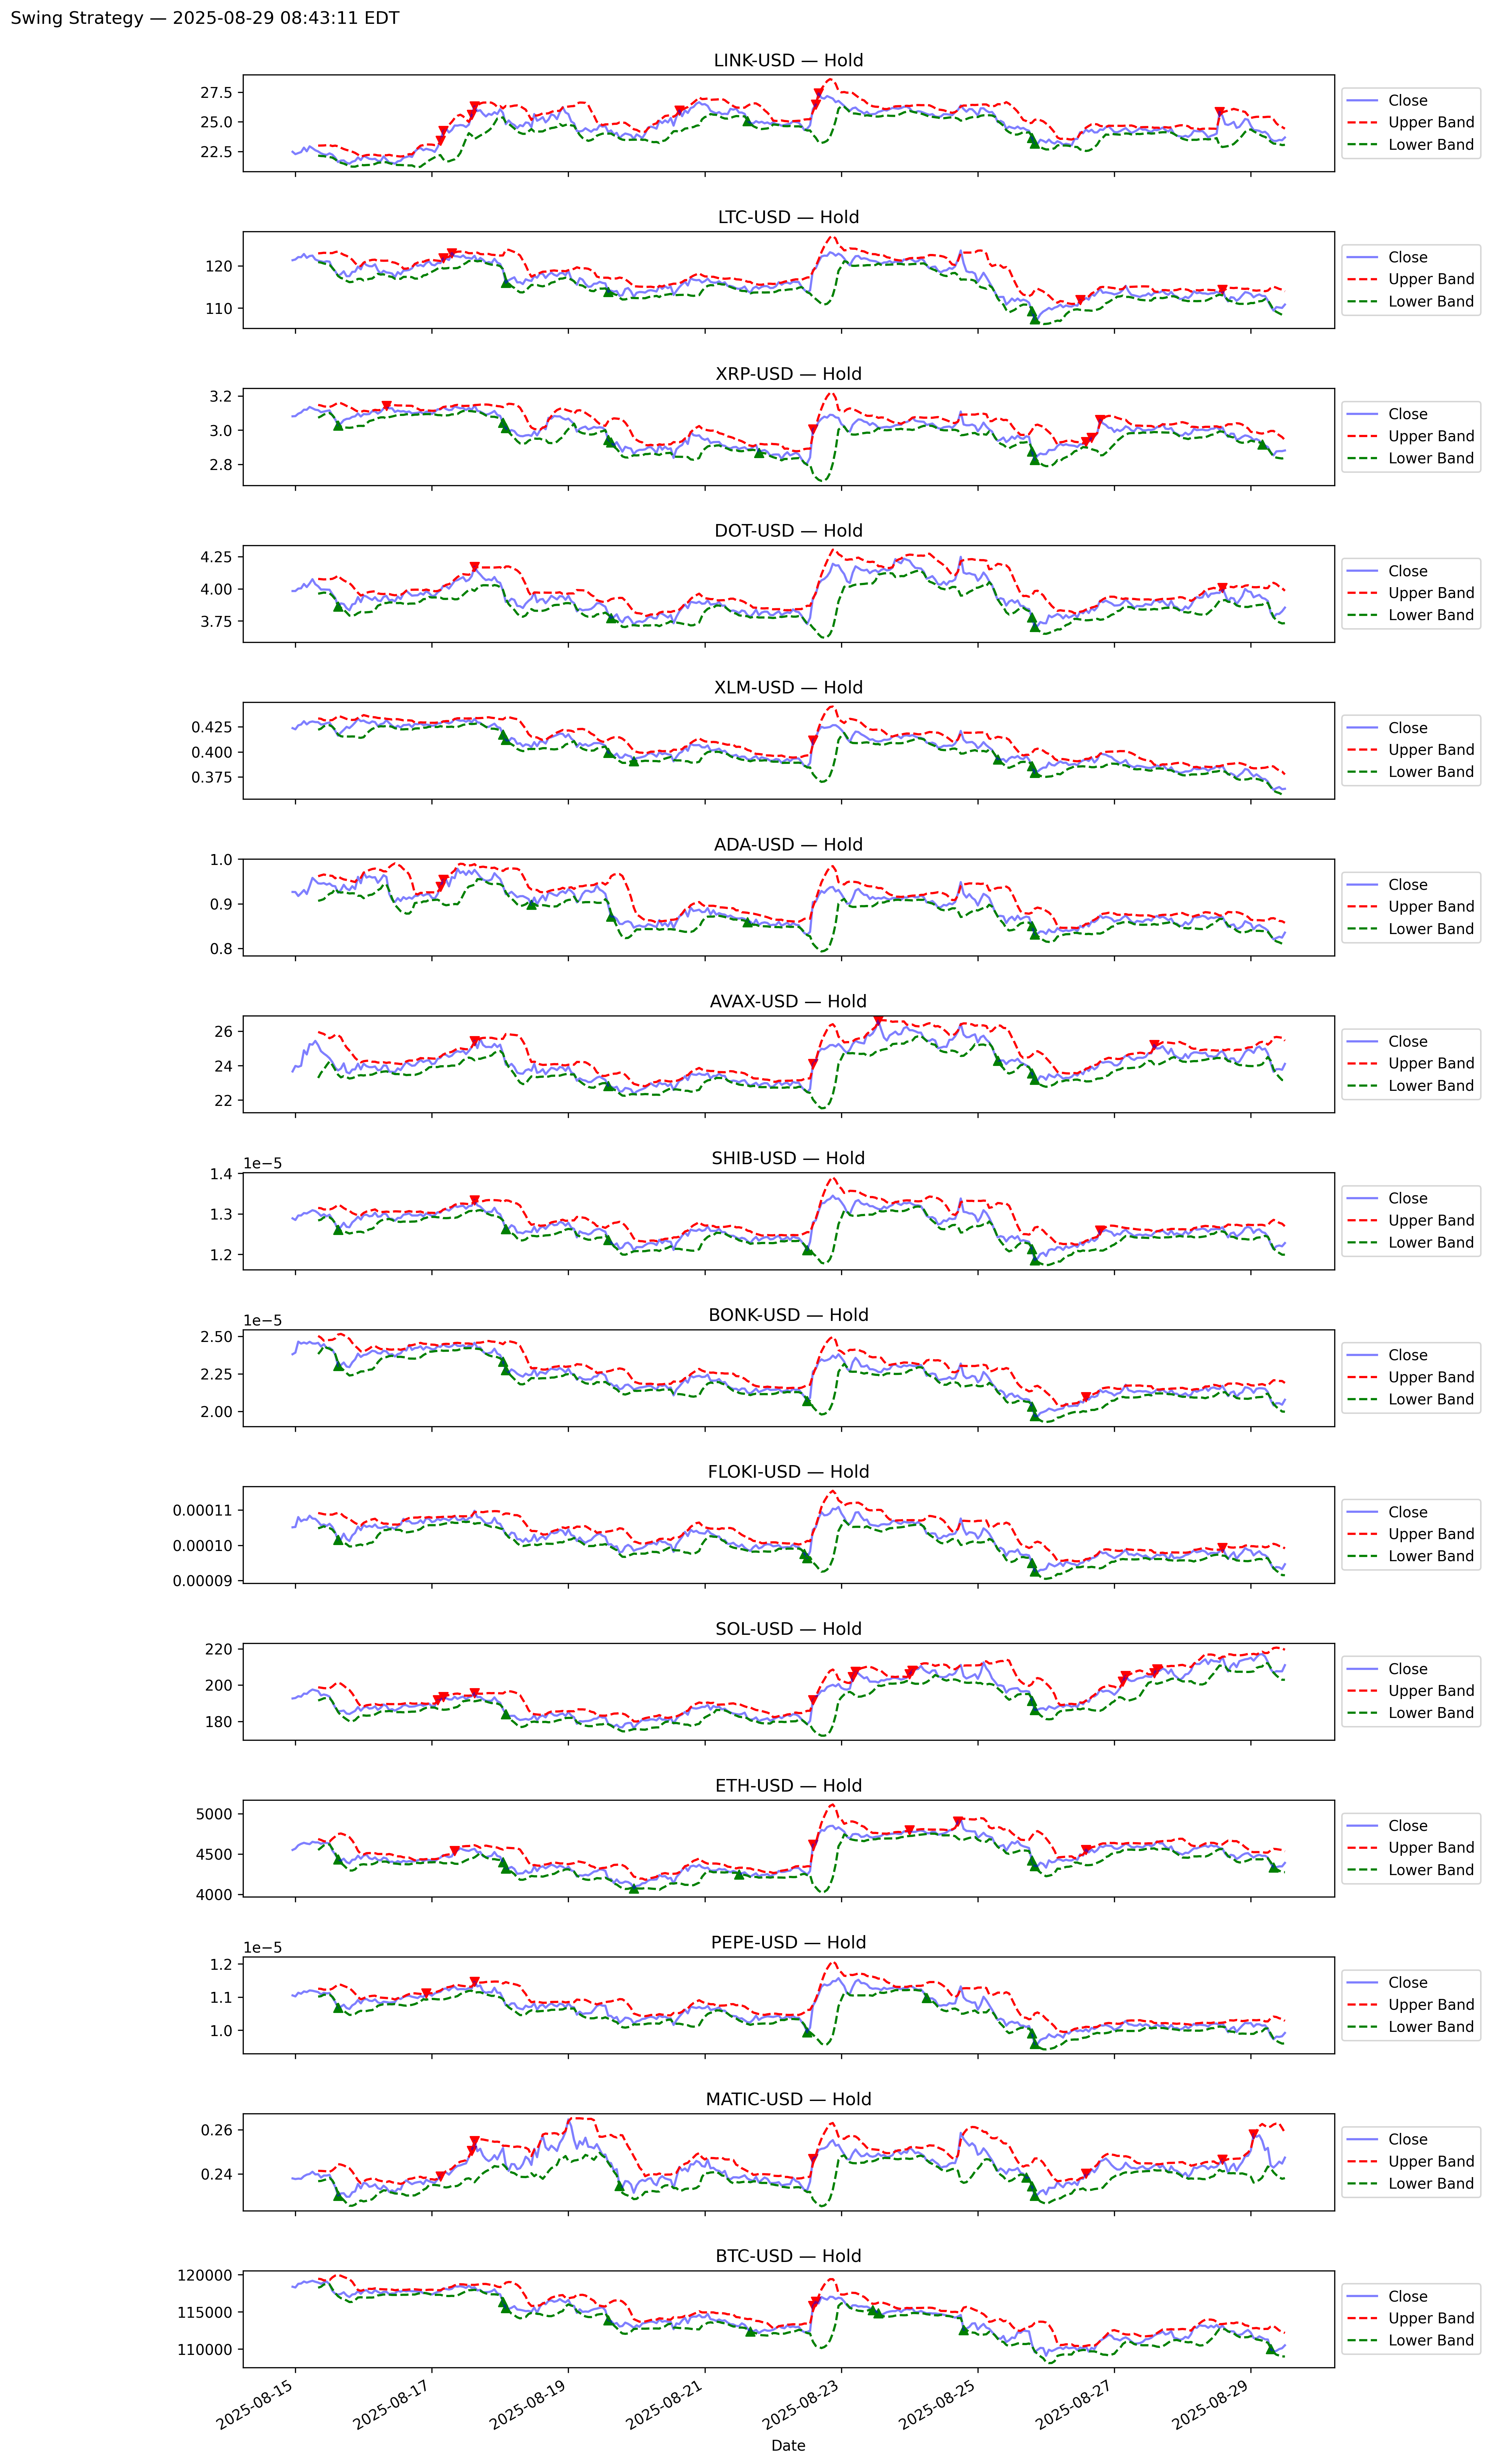 Swing Strategy — 2025-08-29 08:43:11 EDT
LINK-USD — Hold
27.5
25.0
22.5
Close
Upper Band
Lower Band
LTC-USD — Hold
120
110
Close
Upper Band
Lower Band
XRP-USD — Hold
3.2
3.0
2.8
Close
Upper Band
Lower Band
DOT-USD — Hold
4.25
4.00
3.75
Close
Upper Band
Lower Band
XLM-USD — Hold
0.425
0.400
0.375
Close
Upper Band
Lower Band
ADA-USD — Hold
1.0
0.9
0.8
Close
Upper Band
Lower Band
AVAX-USD — Hold
26
24
22
Close
Upper Band
Lower Band
SHIB-USD — Hold
1e−5
1.4
1.3
1.2
Close
Upper Band
Lower Band
BONK-USD — Hold
1e−5
2.50
2.25
2.00
Close
Upper Band
Lower Band
FLOKI-USD — Hold
0.00011
0.00010
0.00009
Close
Upper Band
Lower Band
SOL-USD — Hold
220
200
180
Close
Upper Band
Lower Band
ETH-USD — Hold
5000
4500
4000
Close
Upper Band
Lower Band
PEPE-USD — Hold
1e−5
1.2
1.1
1.0
Close
Upper Band
Lower Band
MATIC-USD — Hold
0.26
0.24
Close
Upper Band
Lower Band
BTC-USD — Hold
120000
115000
110000
Close
Upper Band
Lower Band
2025-08-15
2025-08-17
2025-08-19
2025-08-21
2025-08-23
2025-08-25
2025-08-27
2025-08-29
Date